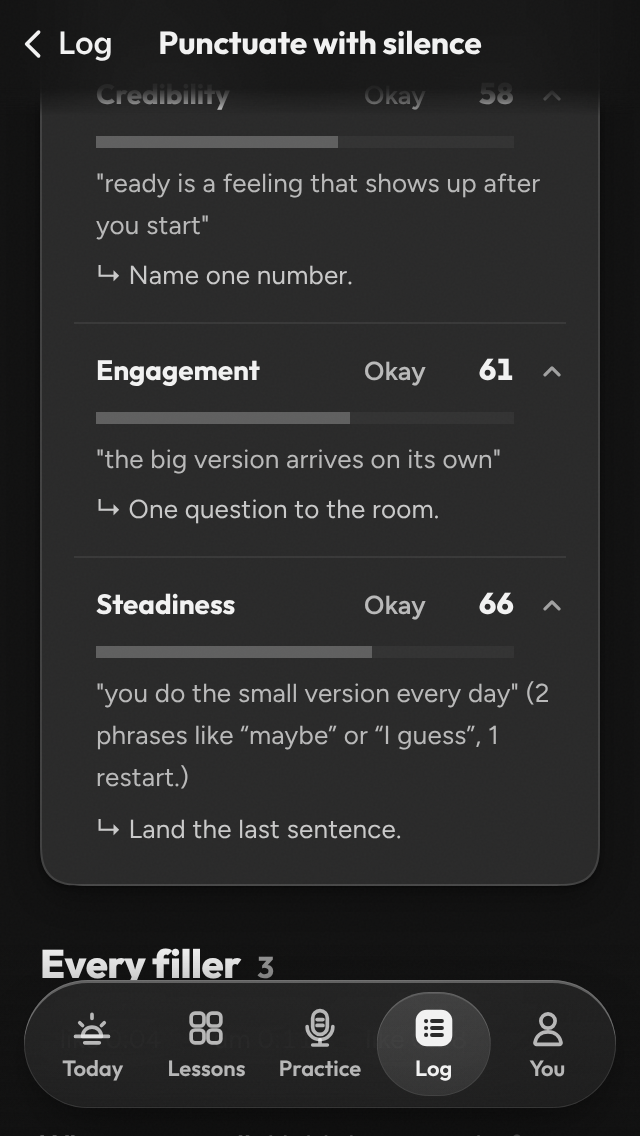 Log Punctuate with silence
Credibility Okay 58
"ready is a feeling that shows up after
you start"
↳ Name one number.
Engagement Okay 61
"the big version arrives on its own"
↳ One question to the room.
Steadiness Okay 66
"you do the small version every day" (2
phrases like “maybe” or “I guess”, 1
restart.)
↳ Land the last sentence.
Every filler 3
Today Lessons Practice Log You